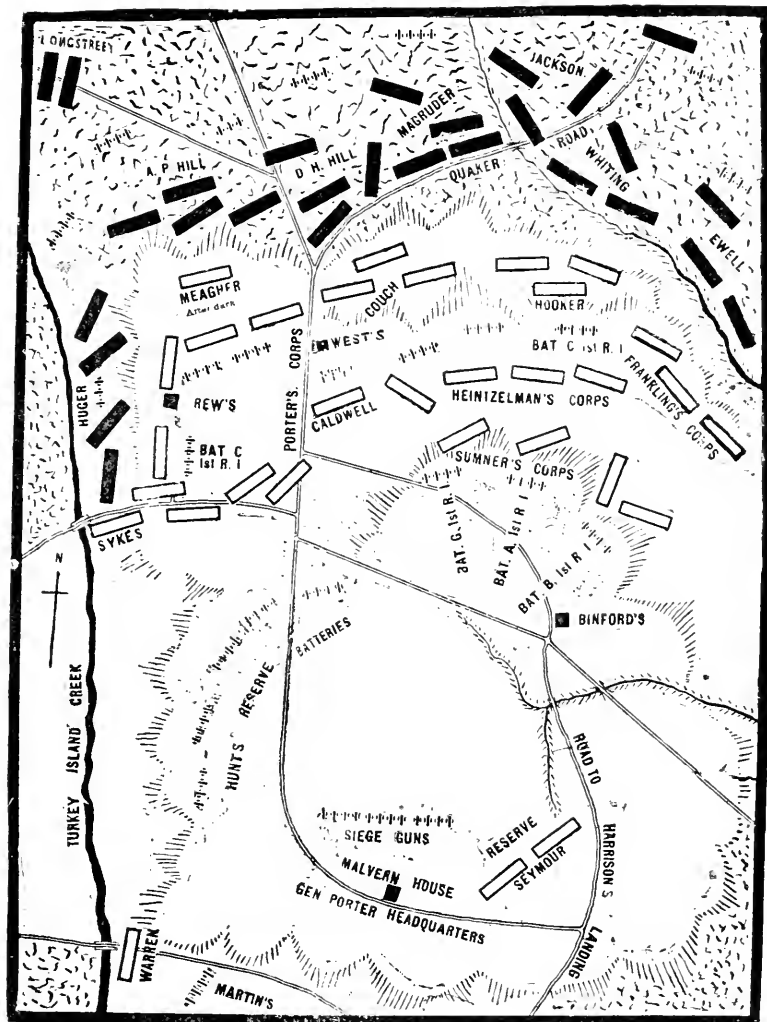 LONGSTREET
JACKSON
MAGRUDER
A. P HILL
D. H. HILL
QUAKER ROAD
WHITING
EWELL
MEAGHER
After dark
COUCH
HOOKER
PORTER'S CORPS
WEST'S
BAT C 1st R. I
FRANKLING'S CORPS
HUGER
REW'S
CALDWELL
HEINTZELMAN'S CORPS
BAT C
1st R. I
SUMNER'S CORPS
SYKES
BAT. G. 1st R. I
BAT. A. 1st R I
BAT. B. 1st R I
N
BINFORD'S
HUNTS RESERVE BATTERIES
TURKEY ISLAND CREEK
ROAD TO HARRISON S LANDING
SIEGE GUNS
RESERVE
SEYMOUR
MALVERN HOUSE
GEN PORTER HEADQUARTERS
WARREN
MARTIN'S